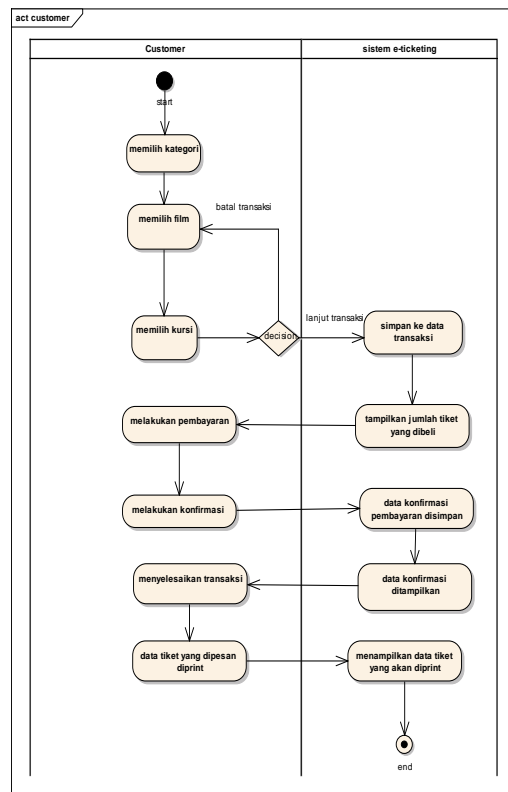 act customer
Customer
sistem e-ticketing
start
memilih kategori
memilih film
batal transaksi
memilih kursi
decision
lanjut transaksi
simpan ke data
transaksi
melakukan pembayaran
tampilkan jumlah tiket
yang dibeli
melakukan konfirmasi
data konfirmasi
pembayaran disimpan
menyelesaikan transaksi
data konfirmasi
ditampilkan
data tiket yang dipesan
diprint
menampilkan data tiket
yang akan diprint
end